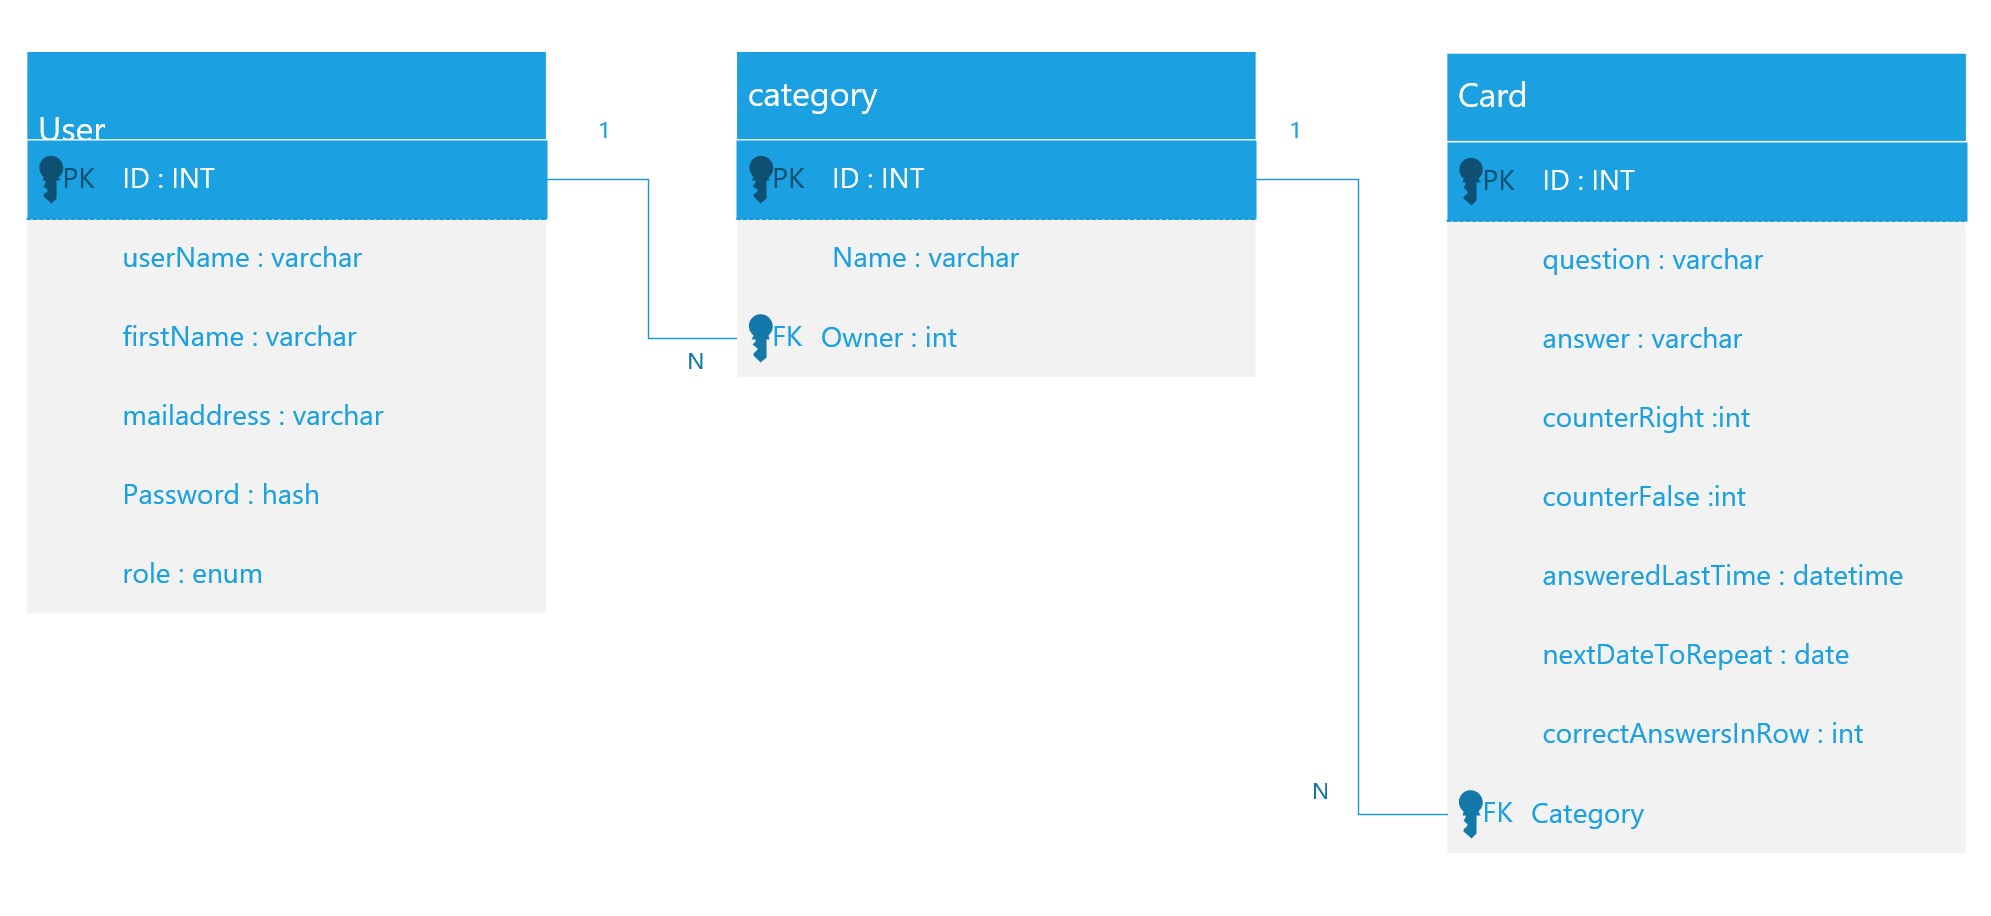 User
PK ID : INT
userName : varchar
firstName : varchar
mailaddress : varchar
Password : hash
role : enum
1
N
category
PK ID : INT
Name : varchar
FK Owner : int
1
N
Card
PK ID : INT
question : varchar
answer : varchar
counterRight :int
counterFalse :int
answeredLastTime : datetime
nextDateToRepeat : date
correctAnswersInRow : int
FK Category